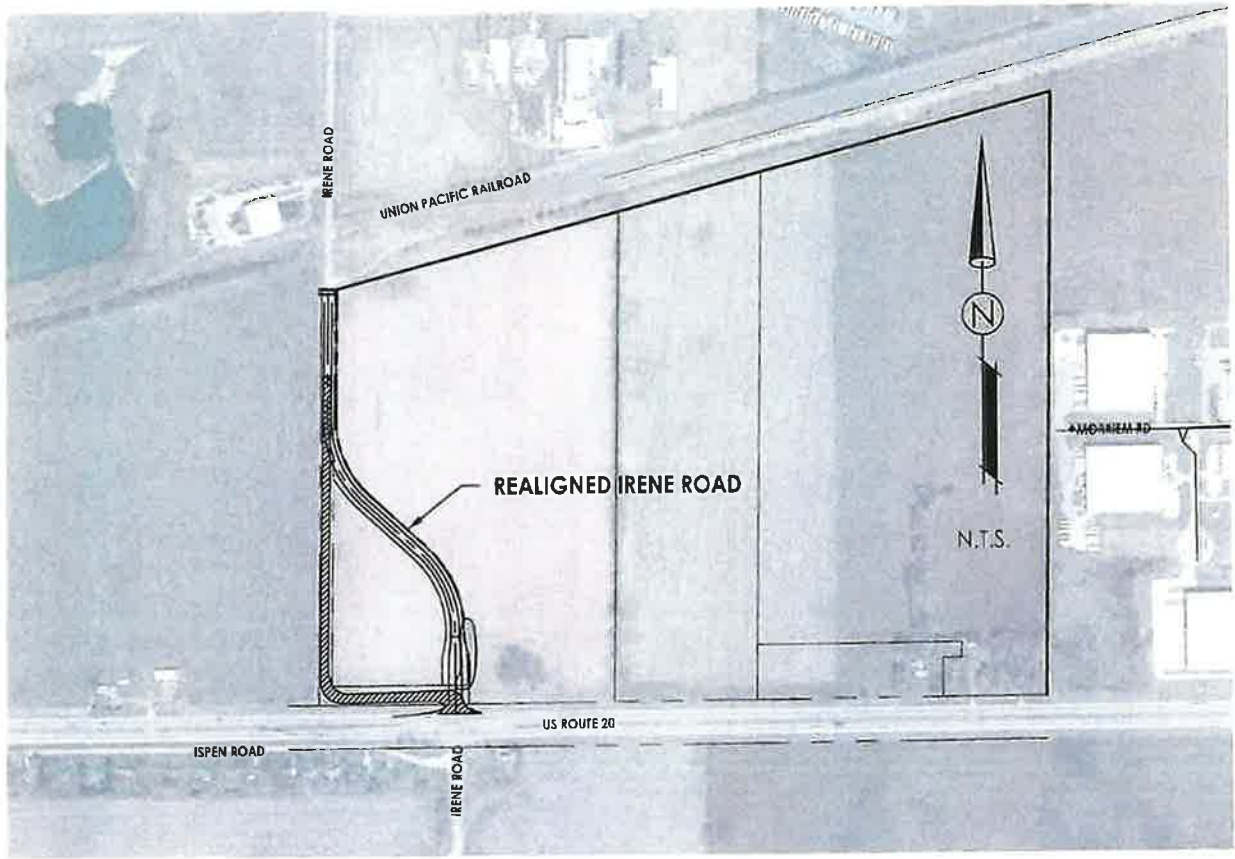 IRENE ROAD
UNION PACIFIC RAILROAD
N
REALIGNED IRENE ROAD
N.T.S.
US ROUTE 20
ISPEN ROAD
IRENE ROAD